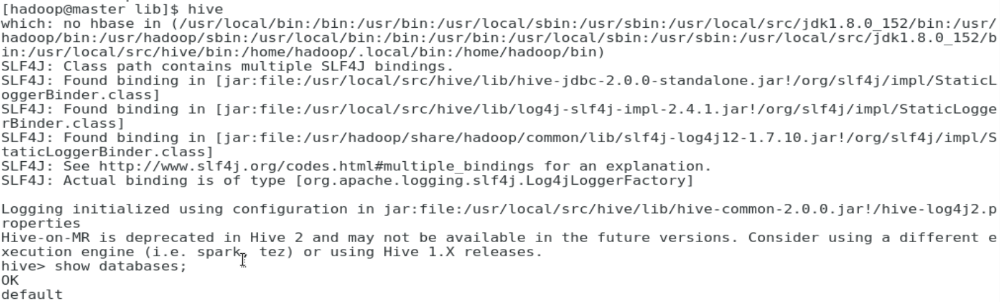 [hadoop@master lib]$ hive
which: no hbase in (/usr/local/bin:/bin:/usr/bin:/usr/local/sbin:/usr/sbin:/usr/local/src/jdk1.8.0_152/bin:/usr/
hadoop/bin:/usr/hadoop/sbin:/usr/local/bin:/bin:/usr/bin:/usr/local/sbin:/usr/sbin:/usr/local/src/jdk1.8.0_152/b
in:/usr/local/src/hive/bin:/home/hadoop/.local/bin:/home/hadoop/bin)
SLF4J: Class path contains multiple SLF4J bindings.
SLF4J: Found binding in [jar:file:/usr/local/src/hive/lib/hive-jdbc-2.0.0-standalone.jar!/org/slf4j/impl/StaticL
oggerBinder.class]
SLF4J: Found binding in [jar:file:/usr/local/src/hive/lib/log4j-slf4j-impl-2.4.1.jar!/org/slf4j/impl/StaticLogge
rBinder.class]
SLF4J: Found binding in [jar:file:/usr/hadoop/share/hadoop/common/lib/slf4j-log4j12-1.7.10.jar!/org/slf4j/impl/S
taticLoggerBinder.class]
SLF4J: See http://www.slf4j.org/codes.html#multiple_bindings for an explanation.
SLF4J: Actual binding is of type [org.apache.logging.slf4j.Log4jLoggerFactory]
Logging initialized using configuration in jar:file:/usr/local/src/hive/lib/hive-common-2.0.0.jar!/hive-log4j2.p
roperties
Hive-on-MR is deprecated in Hive 2 and may not be available in the future versions. Consider using a different e
xecution engine (i.e. spark, tez) or using Hive 1.X releases.
hive> show databases;
OK
default